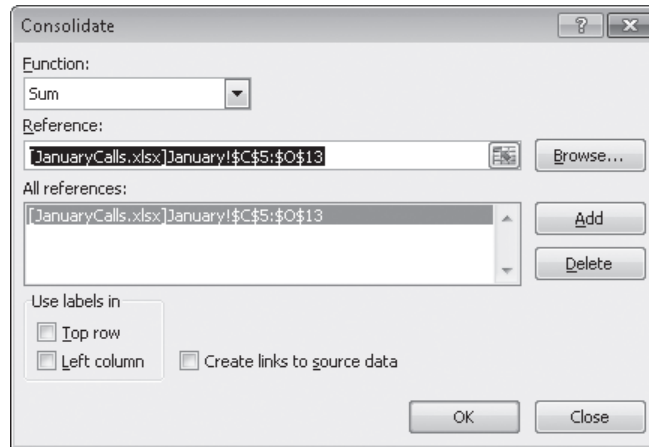 Consolidate
Function:
Sum
Reference:
[JanuaryCalls.xlsx]January!$C$5:$O$13
Browse...
All references:
[JanuaryCalls.xlsx]January!$C$5:$O$13
Add
Delete
Use labels in
Top row
Left column
Create links to source data
OK
Close